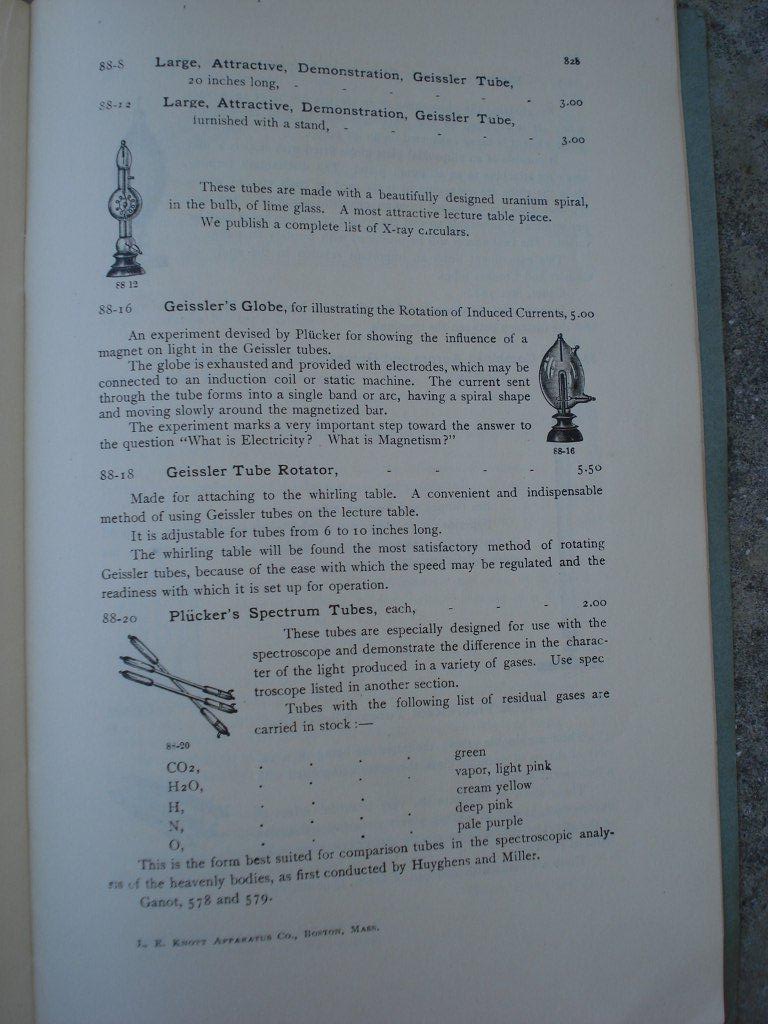 828
88-8 Large, Attractive, Demonstration, Geissler Tube,
20 inches long, - - - - - - 3.00
88-12 Large, Attractive, Demonstration, Geissler Tube,
furnished with a stand, - - - - - 3.00
These tubes are made with a beautifully designed uranium spiral,
in the bulb, of lime glass. A most attractive lecture table piece.
We publish a complete list of X-ray circulars.
88 12
88-16 Geissler's Globe, for illustrating the Rotation of Induced Currents, 5.00
An experiment devised by Plücker for showing the influence of a
magnet on light in the Geissler tubes.
The globe is exhausted and provided with electrodes, which may be
connected to an induction coil or static machine. The current sent
through the tube forms into a single band or arc, having a spiral shape
and moving slowly around the magnetized bar.
The experiment marks a very important step toward the answer to
the question "What is Electricity? What is Magnetism?"
88-16
88-18 Geissler Tube Rotator, - - - - 5.50
Made for attaching to the whirling table. A convenient and indispensable
method of using Geissler tubes on the lecture table.
It is adjustable for tubes from 6 to 10 inches long.
The whirling table will be found the most satisfactory method of rotating
Geissler tubes, because of the ease with which the speed may be regulated and the
readiness with which it is set up for operation.
88-20 Plücker's Spectrum Tubes, each, - - - 2.00
These tubes are especially designed for use with the
spectroscope and demonstrate the difference in the charac-
ter of the light produced in a variety of gases. Use spec
troscope listed in another section.
Tubes with the following list of residual gases are
carried in stock :—
88-20
CO2, . . . . green
H2O, . . . . vapor, light pink
H, . . . . cream yellow
N, . . . . deep pink
O, . . . . pale purple
This is the form best suited for comparison tubes in the spectroscopic analy-
sis of the heavenly bodies, as first conducted by Huyghens and Miller.
Ganot, 578 and 579.
L. E. Knott Apparatus Co., Boston, Mass.